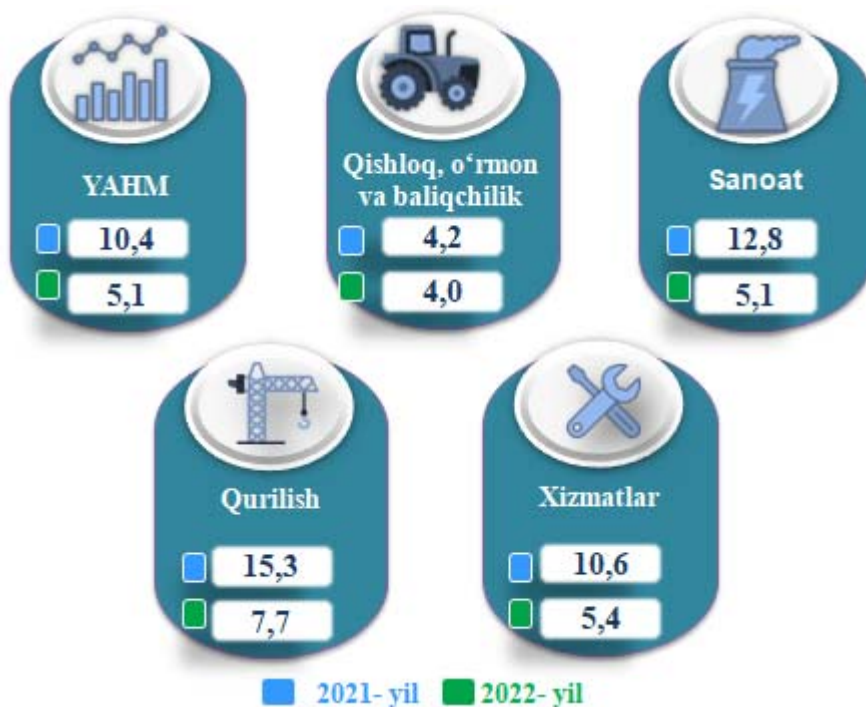 YAHM
10,4
5,1
Qishloq, o‘rmon
va baliqchilik
4,2
4,0
Sanoat
12,8
5,1
Qurilish
15,3
7,7
Xizmatlar
10,6
5,4
2021- yil
2022- yil